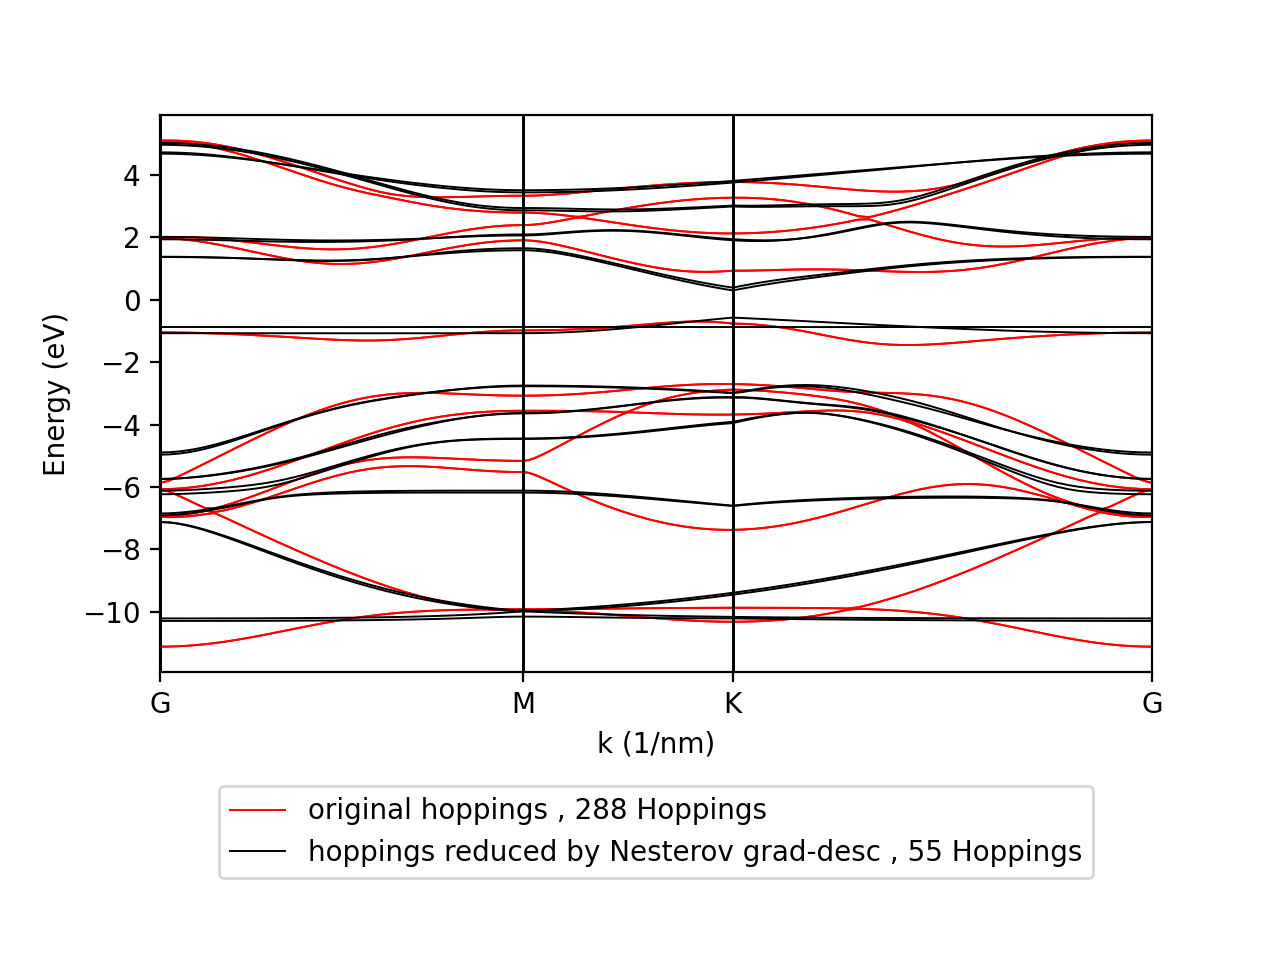 4
2
0
−2
−4
−6
−8
−10
Energy (eV)
G M K G
k (1/nm)
original hoppings , 288 Hoppings
hoppings reduced by Nesterov grad-desc , 55 Hoppings